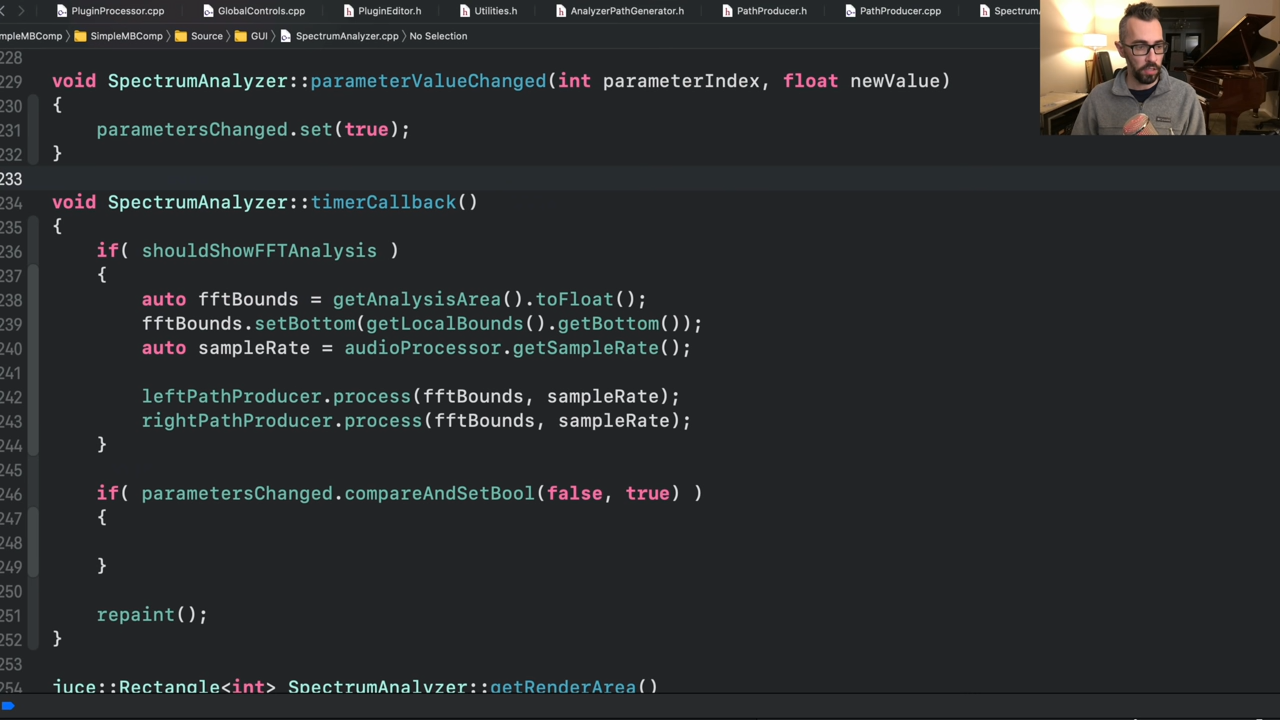 PluginProcessor.cpp GlobalControls.cpp PluginEditor.h Utilities.h AnalyzerPathGenerator.h PathProducer.h PathProducer.cpp Spectrum
mpleMBComp SimpleMBComp Source GUI SpectrumAnalyzer.cpp No Selection
228
229 void SpectrumAnalyzer::parameterValueChanged(int parameterIndex, float newValue)
230 {
231 parametersChanged.set(true);
232 }
233
234 void SpectrumAnalyzer::timerCallback()
235 {
236 if( shouldShowFFTAnalysis )
237 {
238 auto fftBounds = getAnalysisArea().toFloat();
239 fftBounds.setBottom(getLocalBounds().getBottom());
240 auto sampleRate = audioProcessor.getSampleRate();
241
242 leftPathProducer.process(fftBounds, sampleRate);
243 rightPathProducer.process(fftBounds, sampleRate);
244 }
245
246 if( parametersChanged.compareAndSetBool(false, true) )
247 {
248
249 }
250
251 repaint();
252 }
253
254 juce::Rectangle<int> SpectrumAnalyzer::getRenderArea()